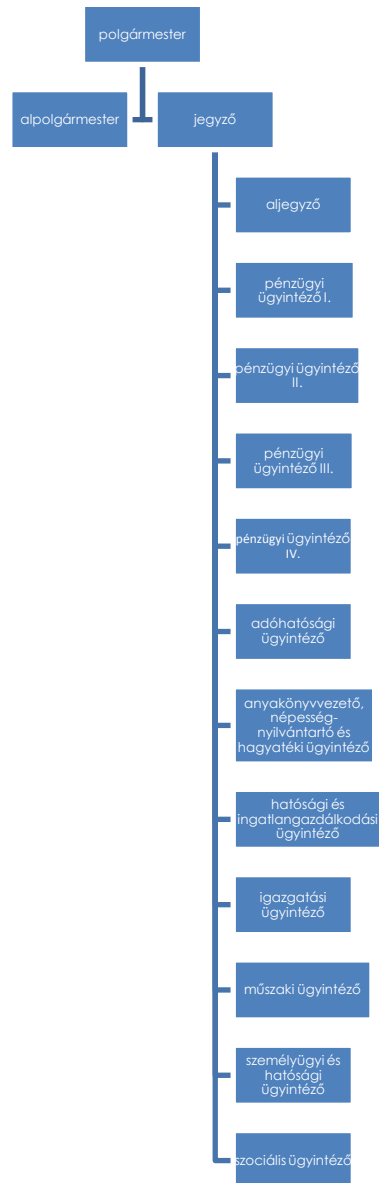 polgármester
alpolgármester
jegyző
aljegyző
pénzügyi
ügyintéző I.
pénzügyi ügyintéző
II.
pénzügyi
ügyintéző III.
pénzügyi ügyintéző
IV.
adóhatósági
ügyintéző
anyakönyvvezető,
népesség-
nyilvántartó és
hagyatéki ügyintéző
hatósági és
ingatlangazdálkodási
ügyintéző
igazgatási
ügyintéző
műszaki ügyintéző
személyügyi és
hatósági
ügyintéző
szociális ügyintéző